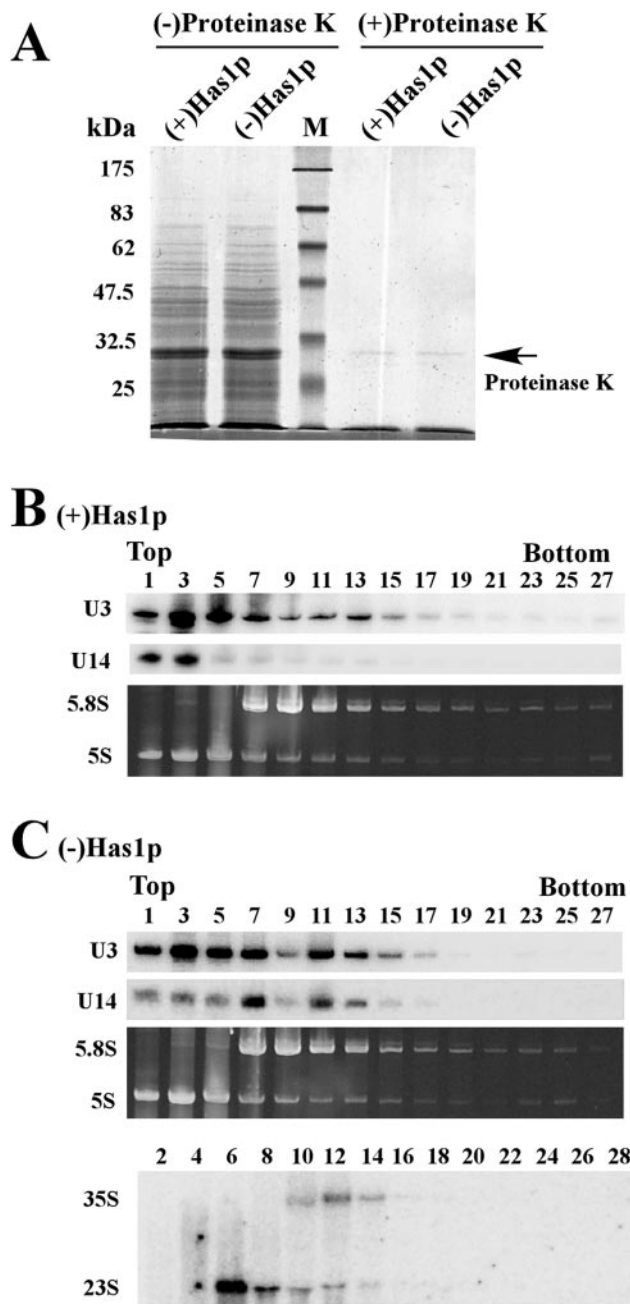 A
(-)Proteinase K (+)Proteinase K
(+)Has1p (-)Has1p M (+)Has1p (-)Has1p
kDa
175
83
62
47.5
32.5
25
Proteinase K
B (+)Has1p
Top Bottom
1 3 5 7 9 11 13 15 17 19 21 23 25 27
U3
U14
5.8S
5S
C (-)Has1p
Top Bottom
1 3 5 7 9 11 13 15 17 19 21 23 25 27
U3
U14
5.8S
5S
2 4 6 8 10 12 14 16 18 20 22 24 26 28
35S
23S